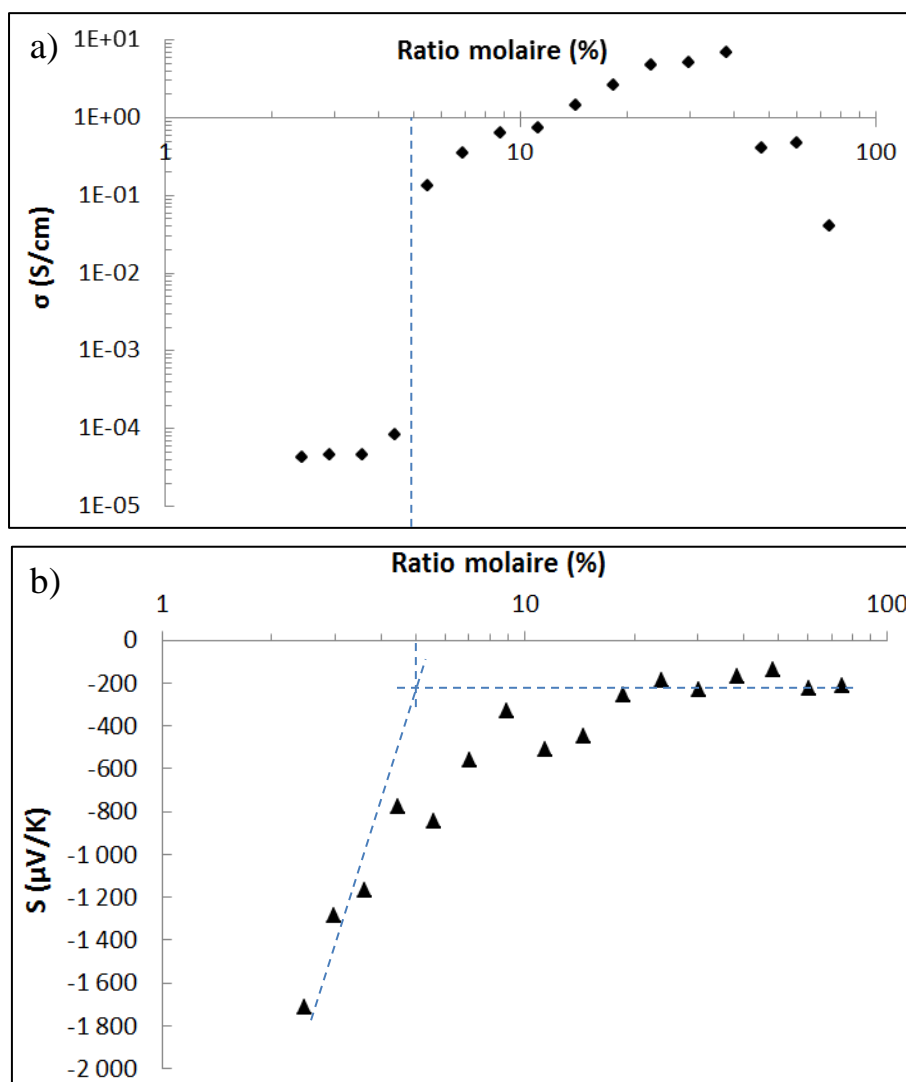 a)
Ratio molaire (%)
1E+01
1E+00
1E-01
1E-02
1E-03
1E-04
1E-05
1
10
100
σ (S/cm)
b)
Ratio molaire (%)
1
10
100
0
-200
-400
-600
-800
-1 000
-1 200
-1 400
-1 600
-1 800
-2 000
S (µV/K)